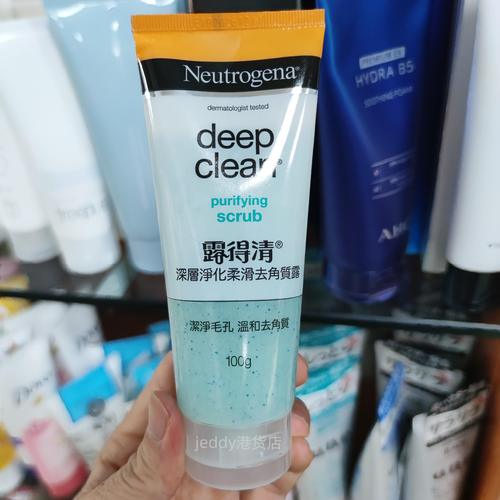 Neutrogena®
dermatologist tested
deep
clean®
purifying
scrub
露得清®
深層淨化柔滑去角質露
潔淨毛孔 溫和去角質
100g
jeddy港货店
HYDRA B5
SOOTHING FOAM